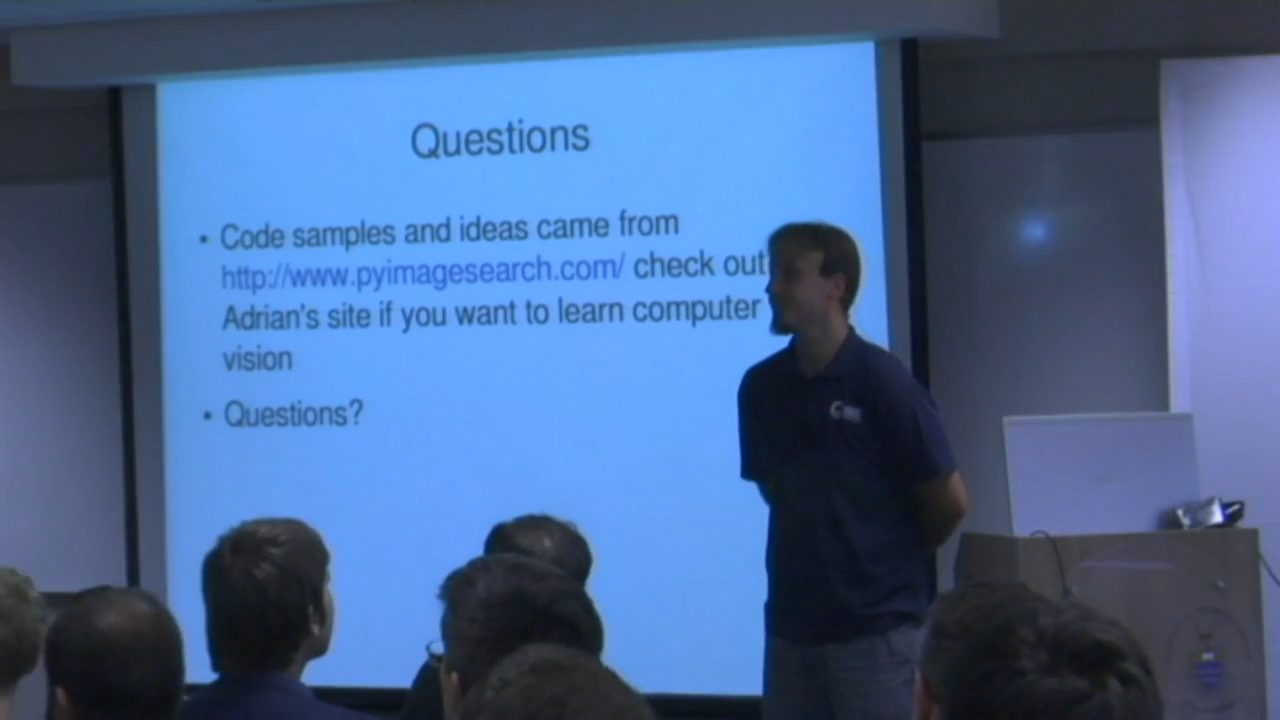 Questions
• Code samples and ideas came from
http://www.pyimagesearch.com/ check out
Adrian's site if you want to learn computer
vision
• Questions?